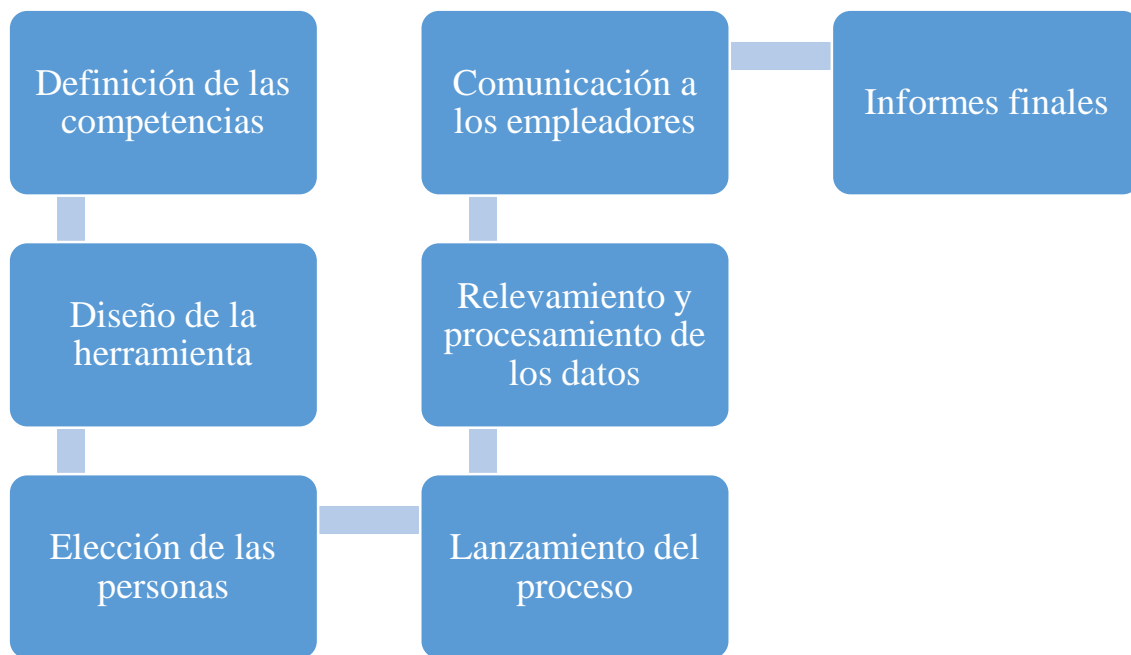 Definición de las
competencias
Diseño de la
herramienta
Elección de las
personas
Lanzamiento del
proceso
Relevamiento y
procesamiento de
los datos
Comunicación a
los empleadores
Informes finales